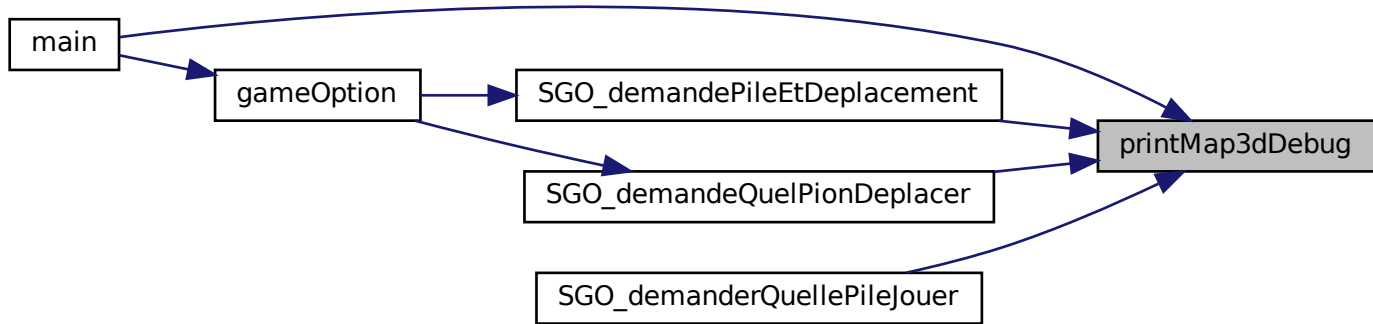 main
gameOption
SGO_demandePileEtDeplacement
printMap3dDebug
SGO_demandeQuelPionDeplacer
SGO_demanderQuellePileJouer